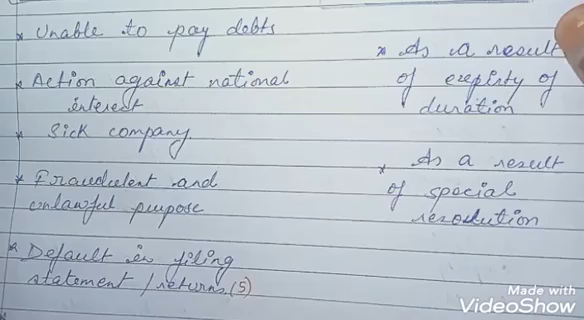 * Unable to pay debts
* Action against national
interest
* Sick company
* Fraudulent and
unlawful purpose
* Default in filing
statement / returns (5)
* As a result
of expirty of
duration
* As a result
of special
resolution
Made with
VideoShow